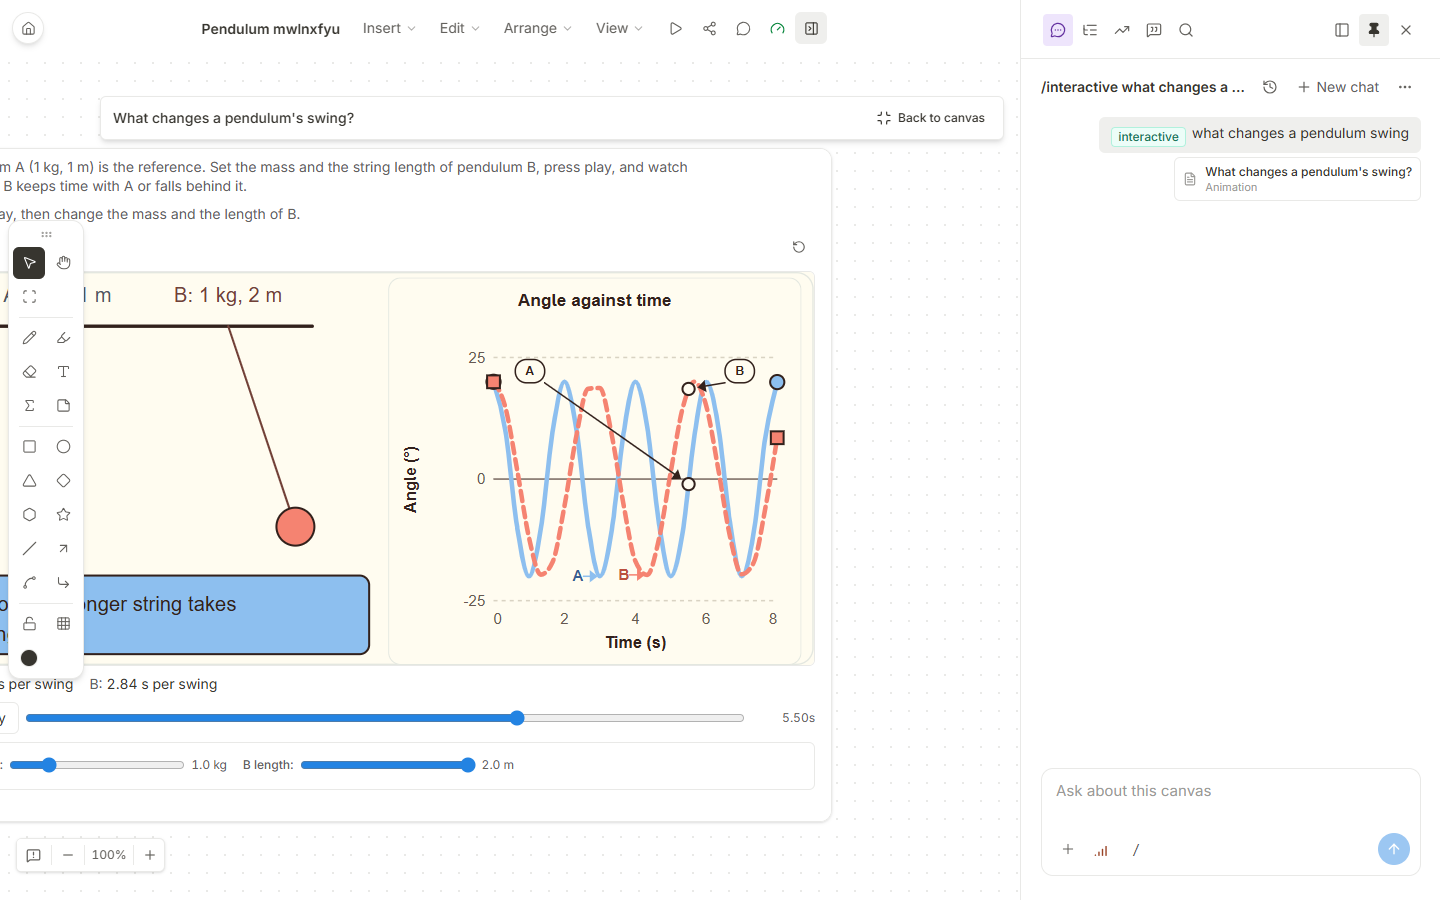 Pendulum mwlnxfyu
Insert
Edit
Arrange
View
What changes a pendulum's swing?
Back to canvas
m A (1 kg, 1 m) is the reference. Set the mass and the string length of pendulum B, press play, and watch
B keeps time with A or falls behind it.
ay, then change the mass and the length of B.
1 m
B: 1 kg, 2 m
onger string takes
Angle against time
25
0
-25
Angle (°)
A
B
A
B
0 2 4 6 8
Time (s)
s per swing
B: 2.84 s per swing
y
5.50s
: 1.0 kg
B length: 2.0 m
100%
/interactive what changes a ...
New chat
interactive what changes a pendulum swing
What changes a pendulum's swing?
Animation
Ask about this canvas
/